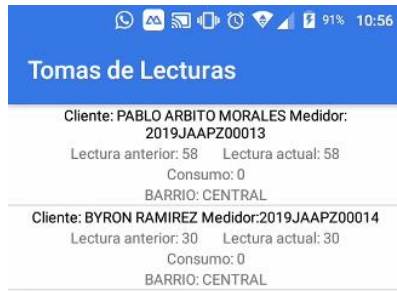 91% 10:56
Tomas de Lecturas
Cliente: PABLO ARBITO MORALES Medidor:
2019JAAPZ00013
Lectura anterior: 58 Lectura actual: 58
Consumo: 0
BARRIO: CENTRAL
Cliente: BYRON RAMIREZ Medidor:2019JAAPZ00014
Lectura anterior: 30 Lectura actual: 30
Consumo: 0
BARRIO: CENTRAL